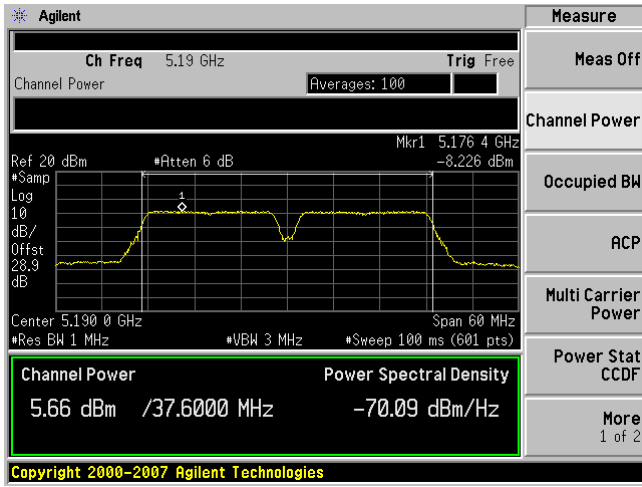 Agilent
Measure
Ch Freq 5.19 GHz Trig Free
Channel Power Averages: 100
Mkr1 5.176 4 GHz
Ref 20 dBm #Atten 6 dB -8.226 dBm
#Samp
Log
10
dB/
Offst
28.9
dB
1
Center 5.190 0 GHz Span 60 MHz
#Res BW 1 MHz #VBW 3 MHz #Sweep 100 ms (601 pts)
Channel Power Power Spectral Density
5.66 dBm /37.6000 MHz -70.09 dBm/Hz
Meas Off
Channel Power
Occupied BW
ACP
Multi Carrier
Power
Power Stat
CCDF
More
1 of 2
Copyright 2000-2007 Agilent Technologies